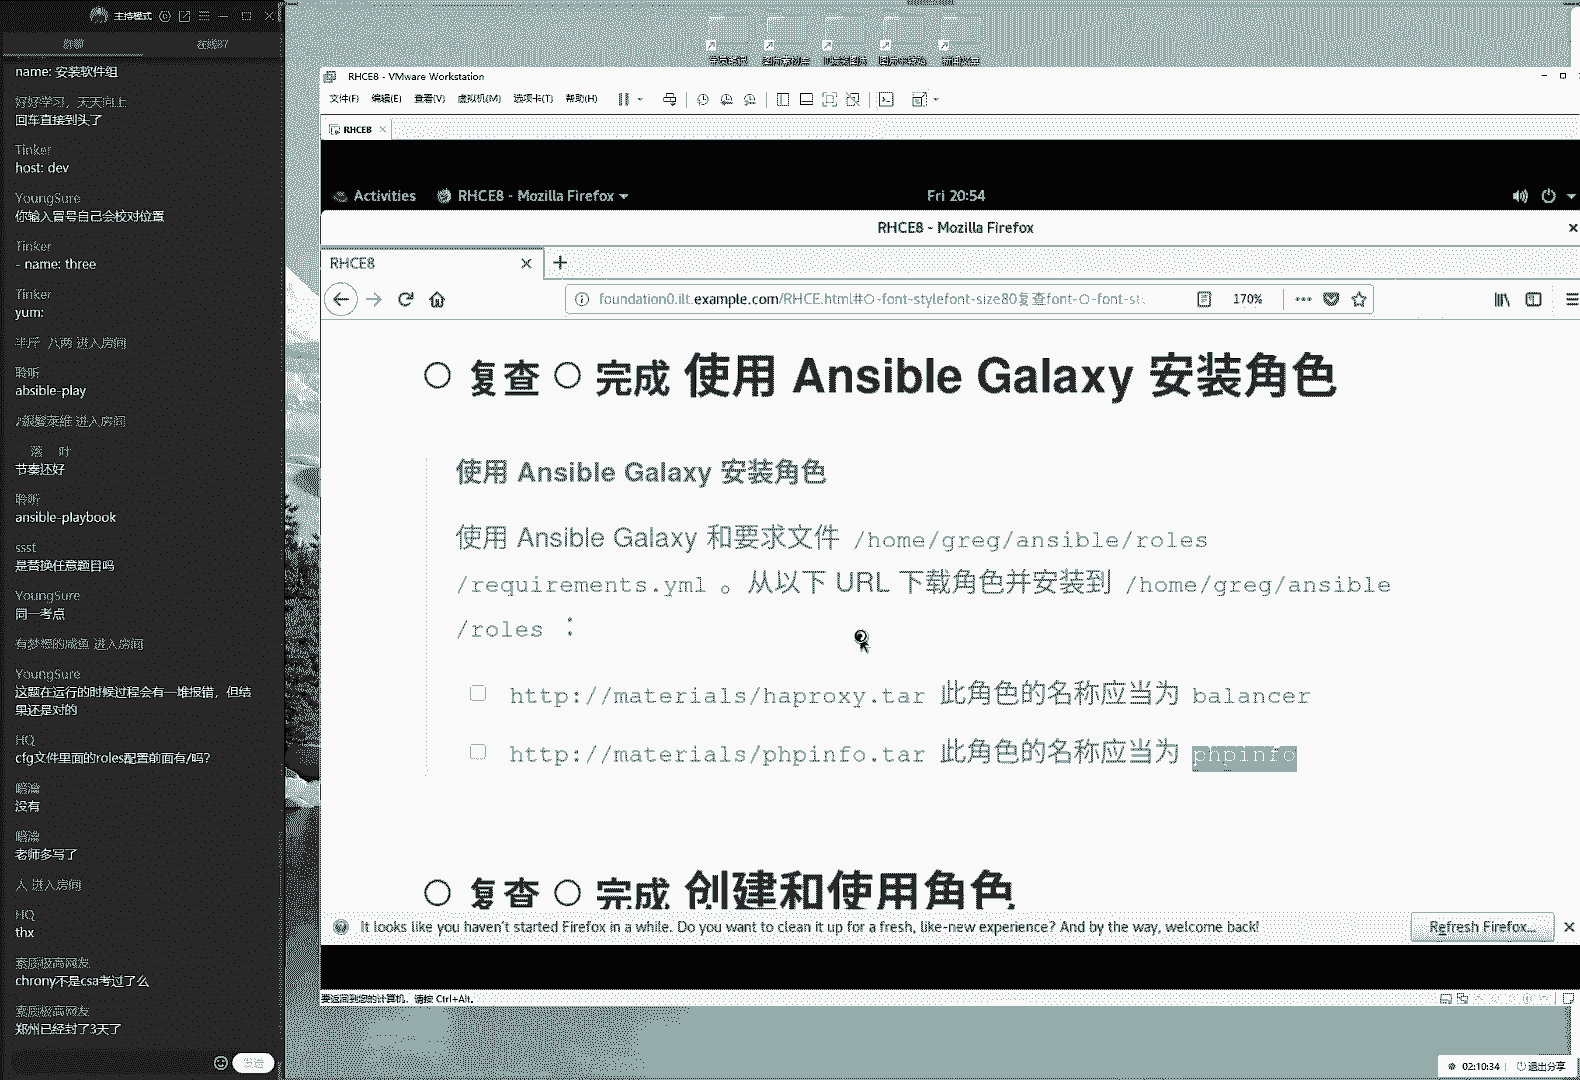 主持模式
群聊
name: 安装软件组
好好学习，天天向上
回车直接到头了
Tinker
host: dev
YoungSure
你输入冒号自己会校对位置
Tinker
- name: three
Tinker
yum:
半斤 八两 进入房间
聆听
absible-play
进入房间
落 叶
节奏还好
聆听
ansible-playbook
ssst
是替换任意题目吗
YoungSure
同一考点
有梦想的咸鱼 进入房间
YoungSure
这题在运行的时候过程会有一堆报错，但结
果还是对的
HQ
cfg文件里面的roles配置前面有/吗?
没有
老师多写了
人 进入房间
HQ
thx
素质极高网友
chrony不是csa考过了么
素质极高网友
郑州已经封了3天了
发送
RHCE8 - VMware Workstation
文件(F) 编辑(E) 查看(V) 虚拟机(M) 选项卡(T) 帮助(H)
RHCE8
Activities RHCE8 - Mozilla Firefox Fri 20:54
RHCE8 - Mozilla Firefox
RHCE8
foundation0.ilt.example.com/RHCE.html#O-font-stylefont-size80复查font-O-font-st 170%
复查 完成 使用 Ansible Galaxy 安装角色
使用 Ansible Galaxy 安装角色
使用 Ansible Galaxy 和要求文件 /home/greg/ansible/roles
/requirements.yml 。从以下 URL 下载角色并安装到 /home/greg/ansible
/roles ：
http://materials/haproxy.tar 此角色的名称应当为 balancer
http://materials/phpinfo.tar 此角色的名称应当为 phpinfo
复查 完成 创建和使用角色
It looks like you haven't started Firefox in a while. Do you want to clean it up for a fresh, like-new experience? And by the way, welcome back! Refresh Firefox...
要返回到您的计算机，请按 Ctrl+Alt。
02:10:34 退出分享